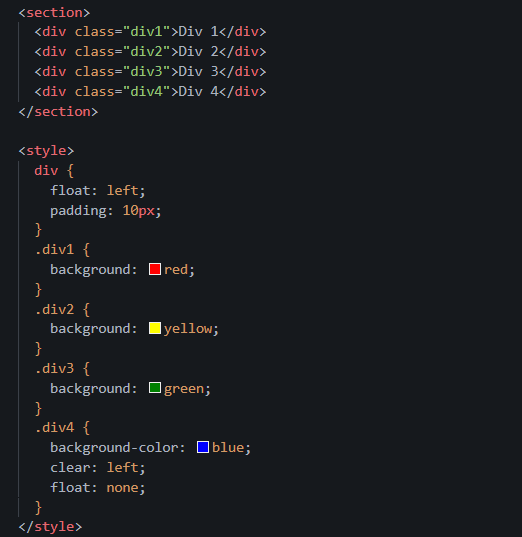 <section>
  <div class="div1">Div 1</div>
  <div class="div2">Div 2</div>
  <div class="div3">Div 3</div>
  <div class="div4">Div 4</div>
</section>

<style>
  div {
    float: left;
    padding: 10px;
  }
  .div1 {
    background: red;
  }
  .div2 {
    background: yellow;
  }
  .div3 {
    background: green;
  }
  .div4 {
    background-color: blue;
    clear: left;
    float: none;
  }
</style>